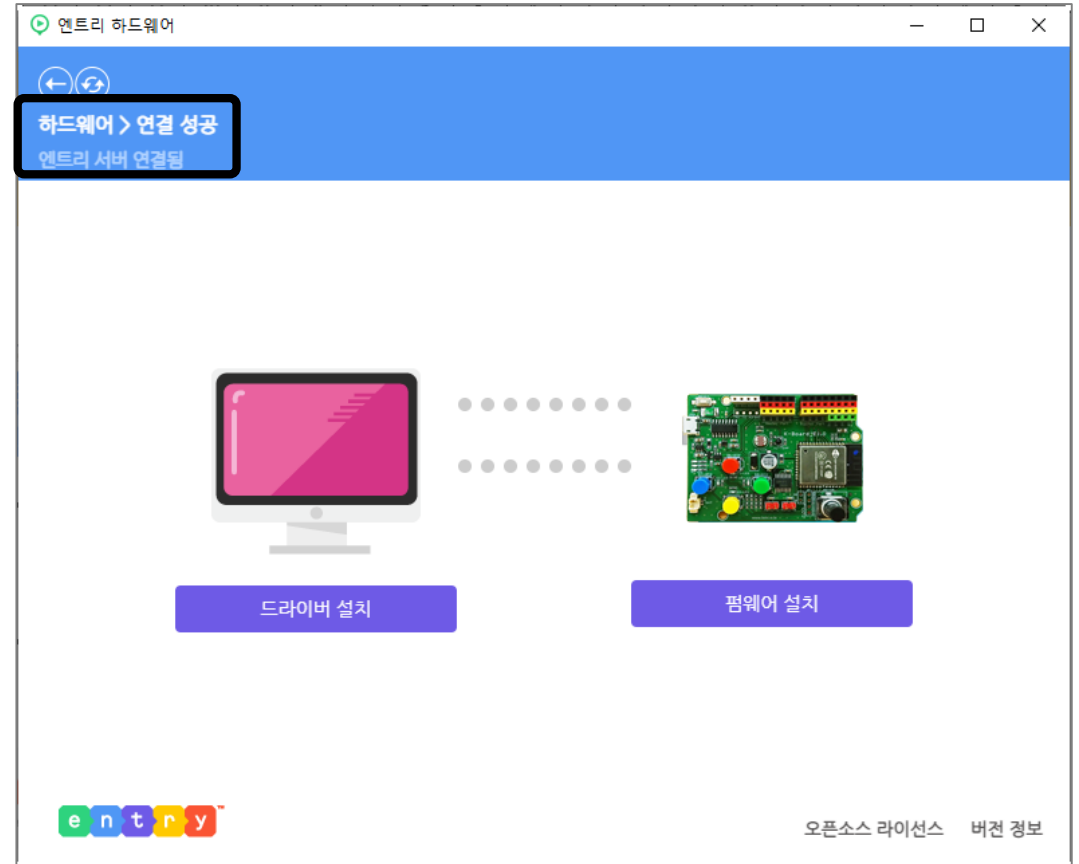 엔트리 하드웨어
하드웨어 > 연결 성공
엔트리 서버 연결됨
드라이버 설치
펌웨어 설치
entry™
오픈소스 라이선스 버전 정보